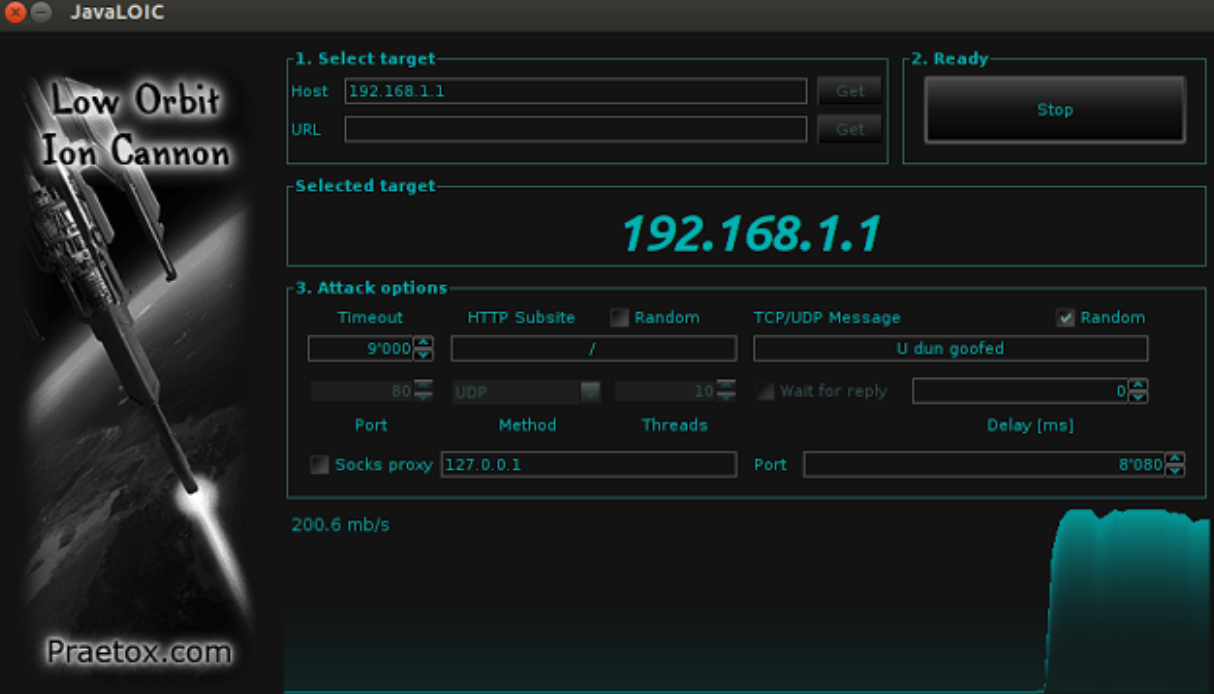 JavaLOIC
Low Orbit
Ion Cannon
Praetox.com
1. Select target
Host 192.168.1.1 Get
URL Get
2. Ready
Stop
Selected target
192.168.1.1
3. Attack options
Timeout HTTP Subsite Random TCP/UDP Message Random
9'000 / U dun goofed
80 UDP 10 Wait for reply 0
Port Method Threads Delay [ms]
Socks proxy 127.0.0.1 Port 8'080
200.6 mb/s